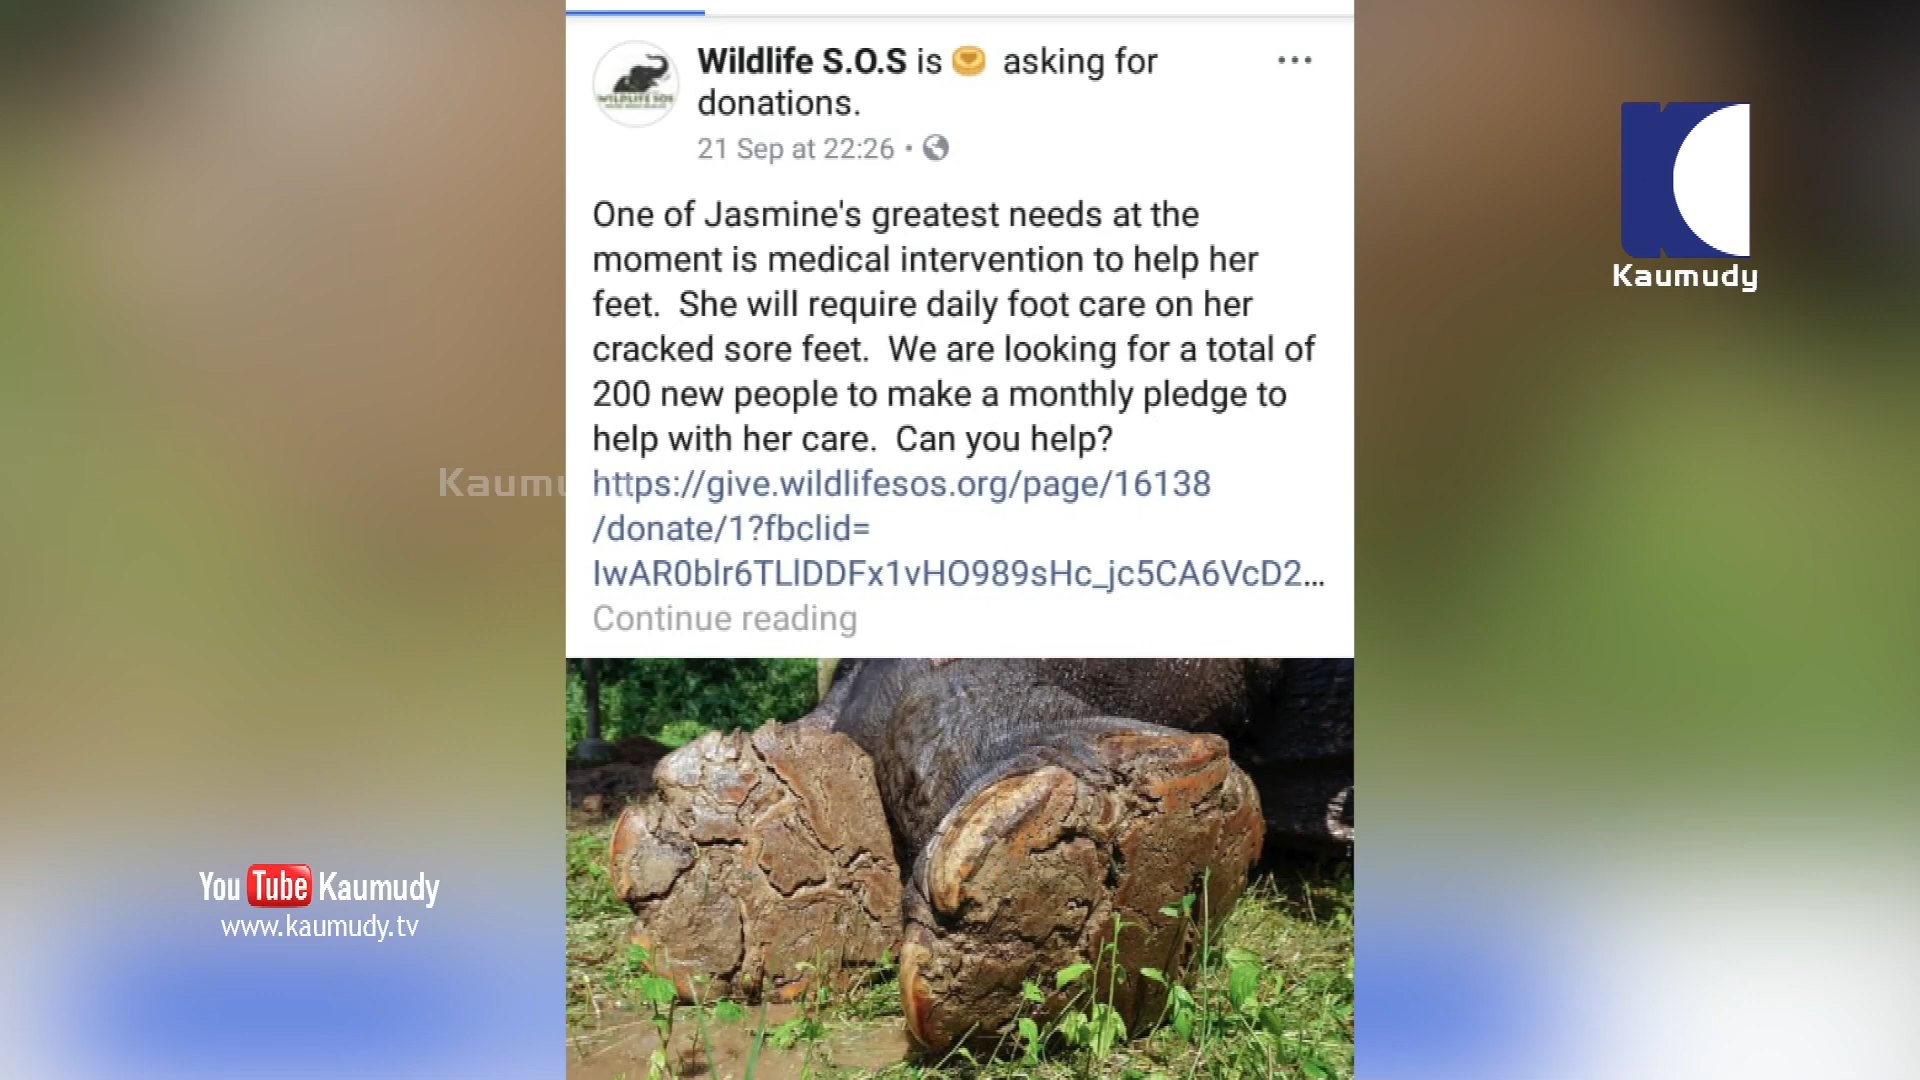 Wildlife S.O.S is asking for
donations.
21 Sep at 22:26 •
One of Jasmine's greatest needs at the
moment is medical intervention to help her
feet. She will require daily foot care on her
cracked sore feet. We are looking for a total of
200 new people to make a monthly pledge to
help with her care. Can you help?
https://give.wildlifesos.org/page/16138
/donate/1?fbclid=
IwAR0blr6TLlDDFx1vHO989sHc_jc5CA6VcD2...
Continue reading
WILDLIFE SOS
Kaumudy
Kaumu
You Tube Kaumudy
www.kaumudy.tv